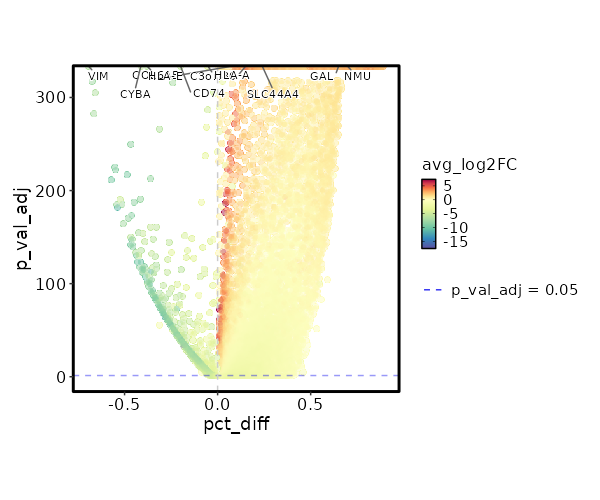 VIM
HLA-E
HLA-A
GAL
NMU
CYBA
CD74
SLC44A4
300
200
100
0
p_val_adj
-0.5
0.0
0.5
pct_diff
avg_log2FC
5
0
-5
-10
-15
p_val_adj = 0.05